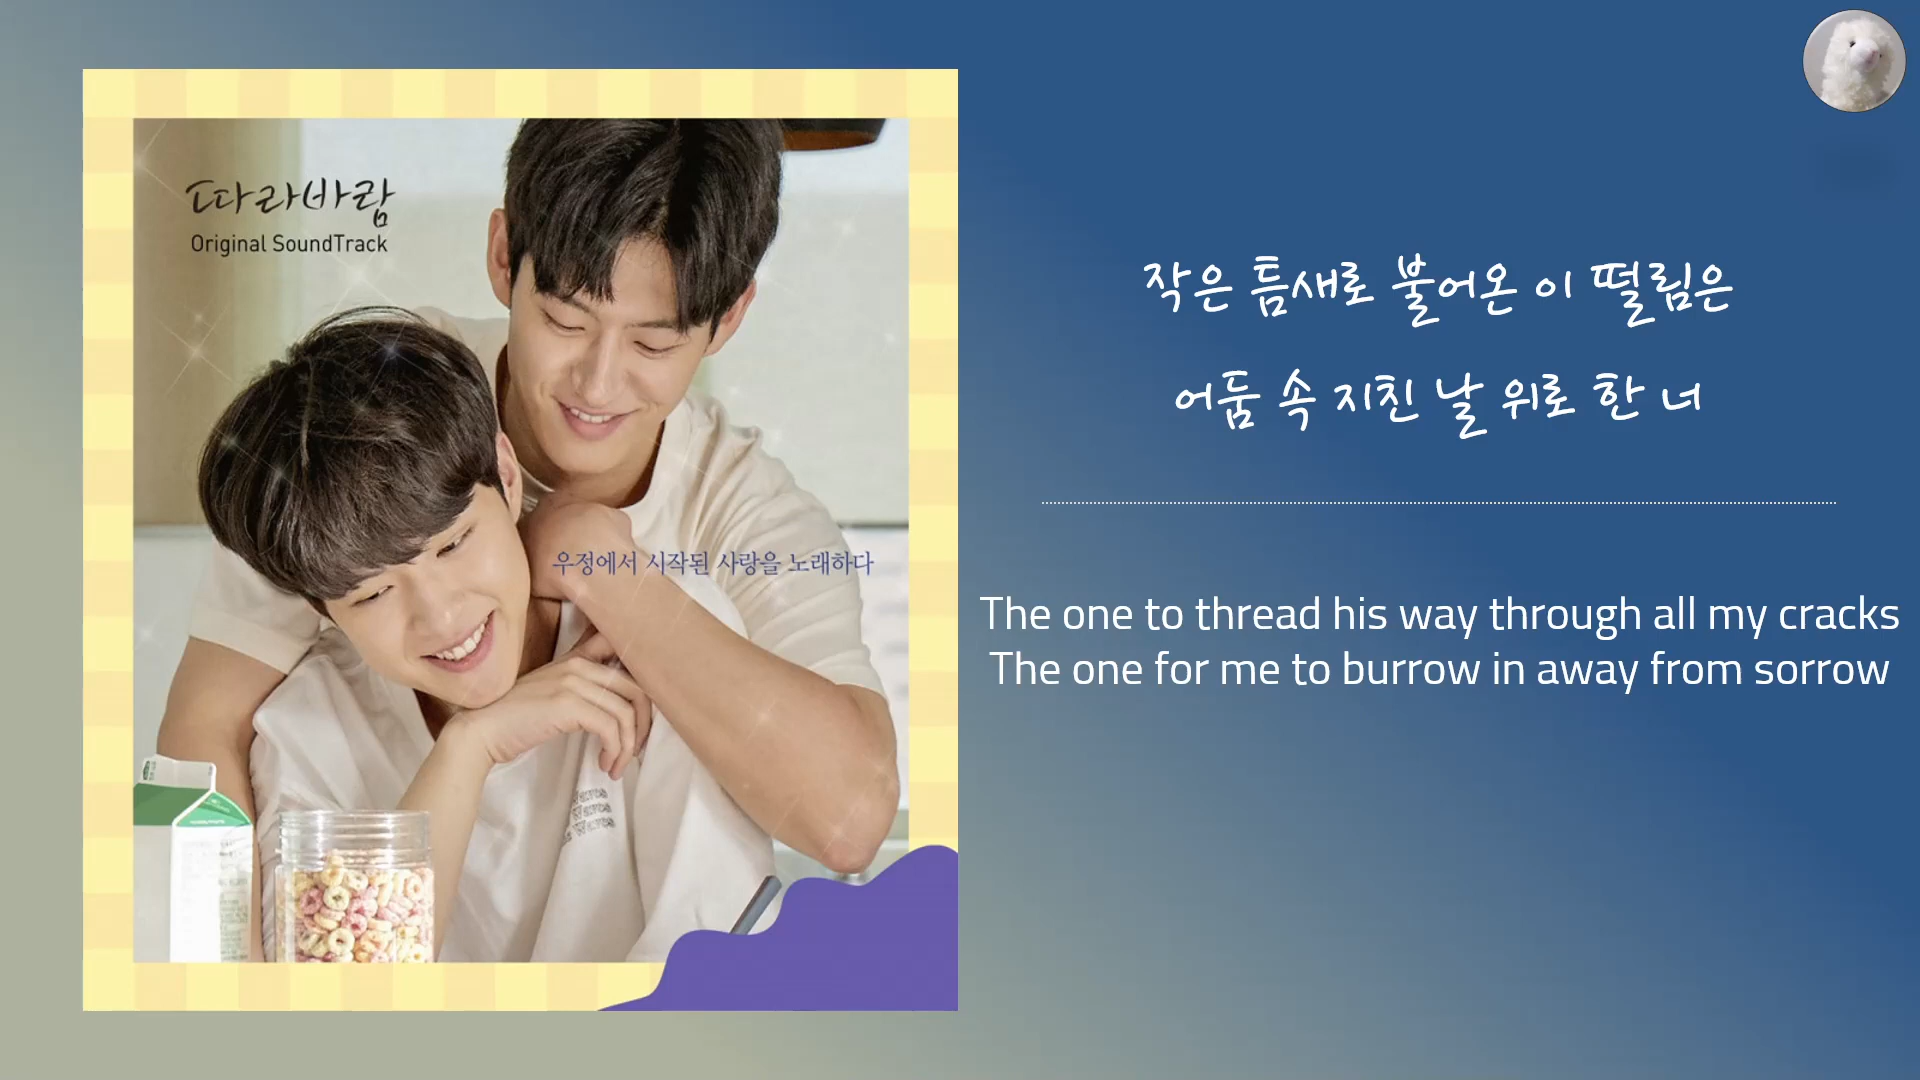 따라바람
Original SoundTrack
우정에서 시작된 사랑을 노래하다
작은 틈새로 불어온 이 떨림은
어둠 속 지친 날 위로 한 너
The one to thread his way through all my cracks
The one for me to burrow in away from sorrow